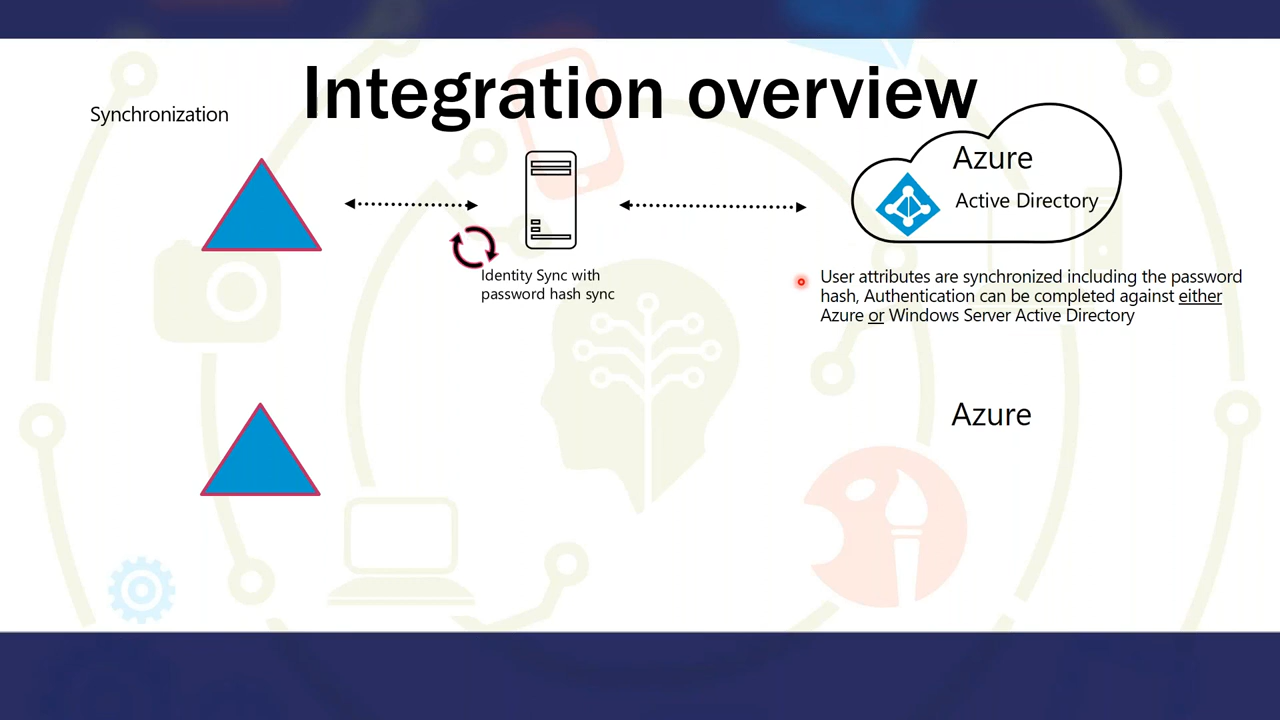 Integration overview
Synchronization
Azure
Active Directory
Identity Sync with
password hash sync
User attributes are synchronized including the password
hash, Authentication can be completed against either
Azure or Windows Server Active Directory
Azure